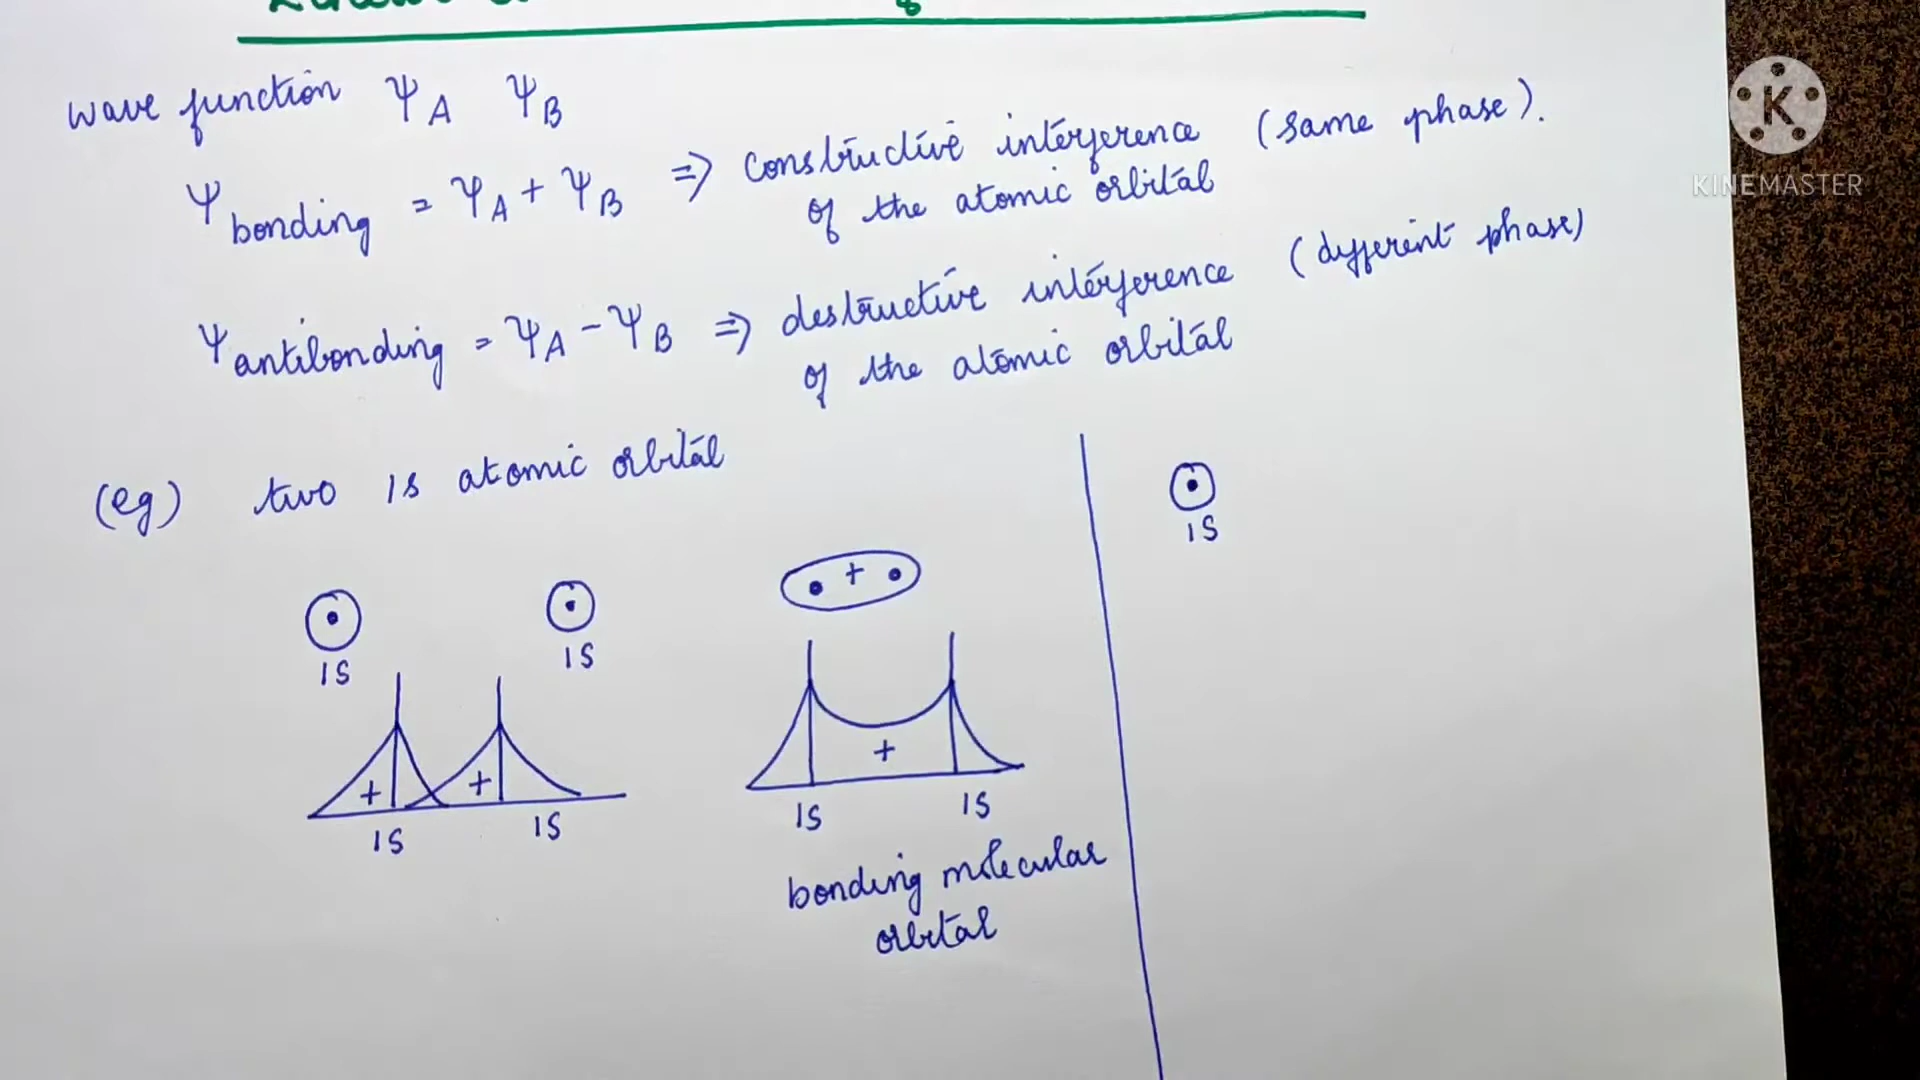 wave function ΨA ΨB
Ψbonding = ΨA + ΨB ⇒ constructive interference (same phase).
of the atomic orbital
Ψantibonding = ΨA - ΨB ⇒ destructive interference (different phase)
of the atomic orbital
(eg) two 1s atomic orbital
1S
1S
1S
+
+ +
1S 1S
+
1S 1S
bonding molecular
orbital
K
KINEMASTER